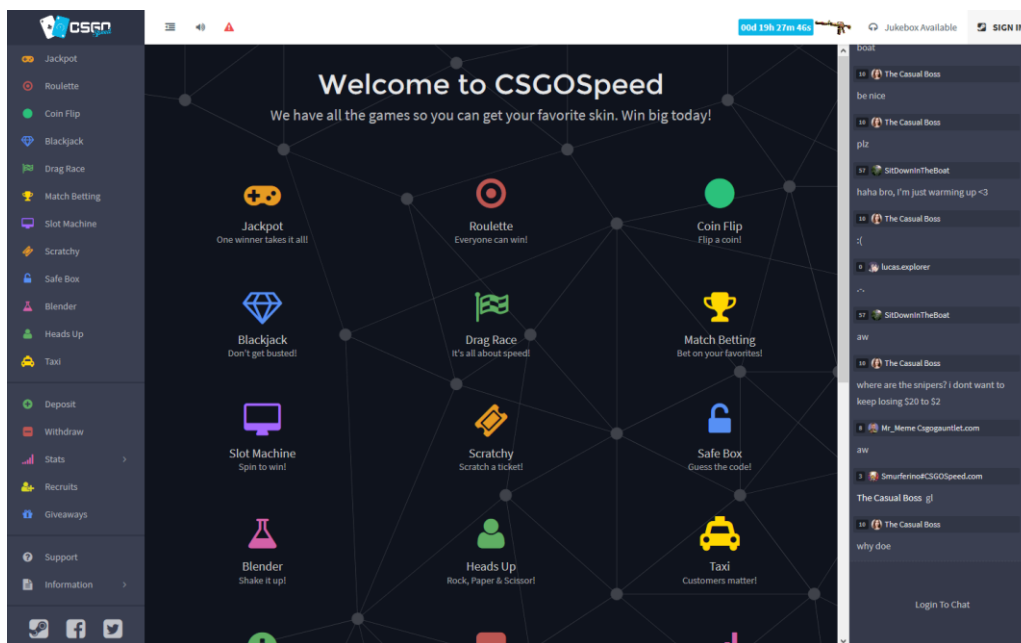 CSGO
Speed
00d 19h 27m 46s
Jukebox Available
SIGN IN
Jackpot
Roulette
Coin Flip
Blackjack
Drag Race
Match Betting
Slot Machine
Scratchy
Safe Box
Blender
Heads Up
Taxi
Deposit
Withdraw
Stats
Recruits
Giveaways
Support
Information
Welcome to CSGOSpeed
We have all the games so you can get your favorite skin. Win big today!
Jackpot
One winner takes it all!
Roulette
Everyone can win!
Coin Flip
Flip a coin!
Blackjack
Don't get busted!
Drag Race
It's all about speed!
Match Betting
Bet on your favorites!
Slot Machine
Spin to win!
Scratchy
Scratch a ticket!
Safe Box
Guess the code!
Blender
Shake it up!
Heads Up
Rock, Paper & Scissor!
Taxi
Customers matter!
boat
10 The Casual Boss
be nice
10 The Casual Boss
plz
57 SitDownInTheBoat
haha bro, I'm just warming up <3
10 The Casual Boss
:(
0 lucas.explorer
.-.
57 SitDownInTheBoat
aw
10 The Casual Boss
where are the snipers? i dont want to
keep losing $20 to $2
Mr_Meme Csgogauntlet.com
aw
3 Smurferino#CSGOSpeed.com
The Casual Boss gl
10 The Casual Boss
why doe
Login To Chat